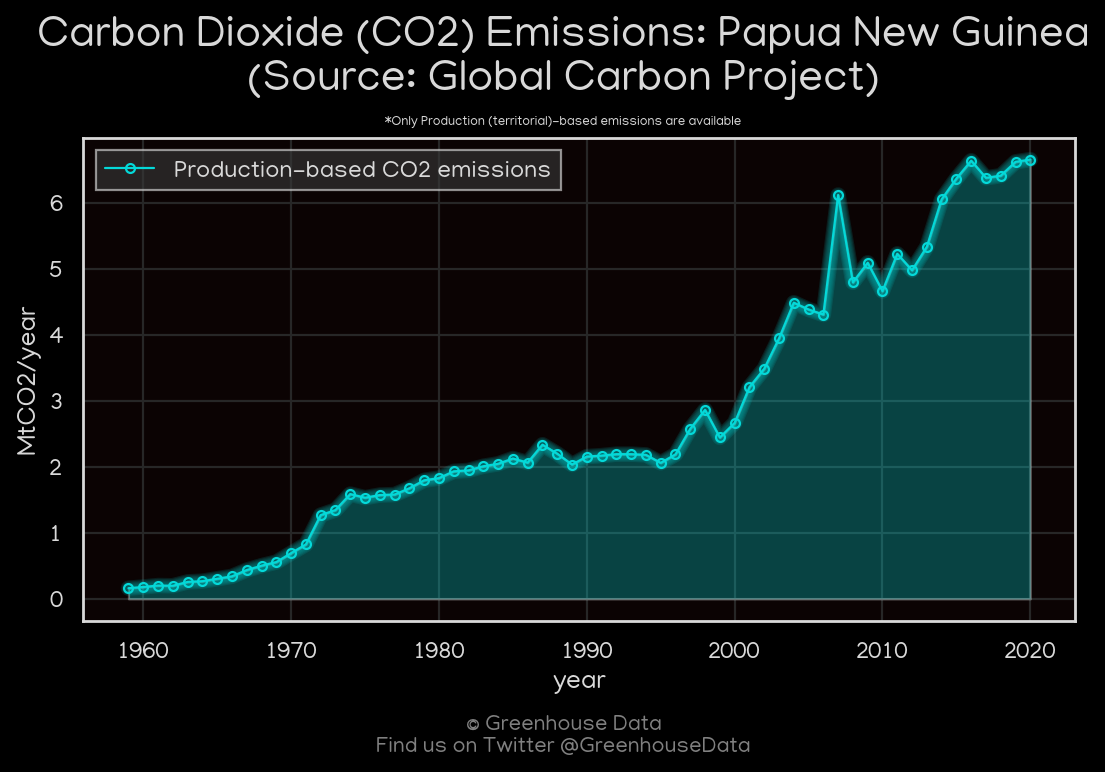 Carbon Dioxide (CO2) Emissions: Papua New Guinea
(Source: Global Carbon Project)
*Only Production (territorial)-based emissions are available
Production-based CO2 emissions
MtCO2/year
6
5
4
3
2
1
0
1960 1970 1980 1990 2000 2010 2020
year
© Greenhouse Data
Find us on Twitter @GreenhouseData